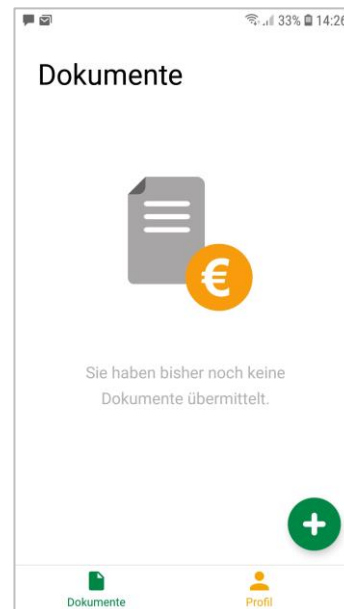 33% 14:26
Dokumente
€
Sie haben bisher noch keine
Dokumente übermittelt.
+
Dokumente Profil